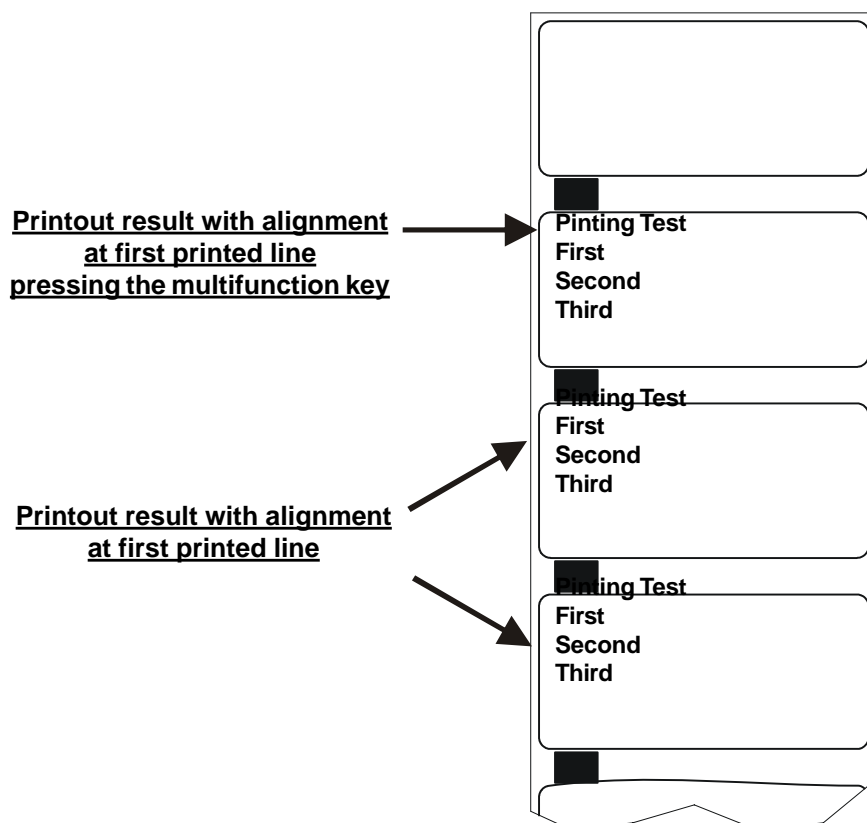 Printout result with alignment
at first printed line
pressing the multifunction key
Pinting Test
First
Second
Third
Printout result with alignment
at first printed line
Pinting Test
First
Second
Third
Pinting Test
First
Second
Third